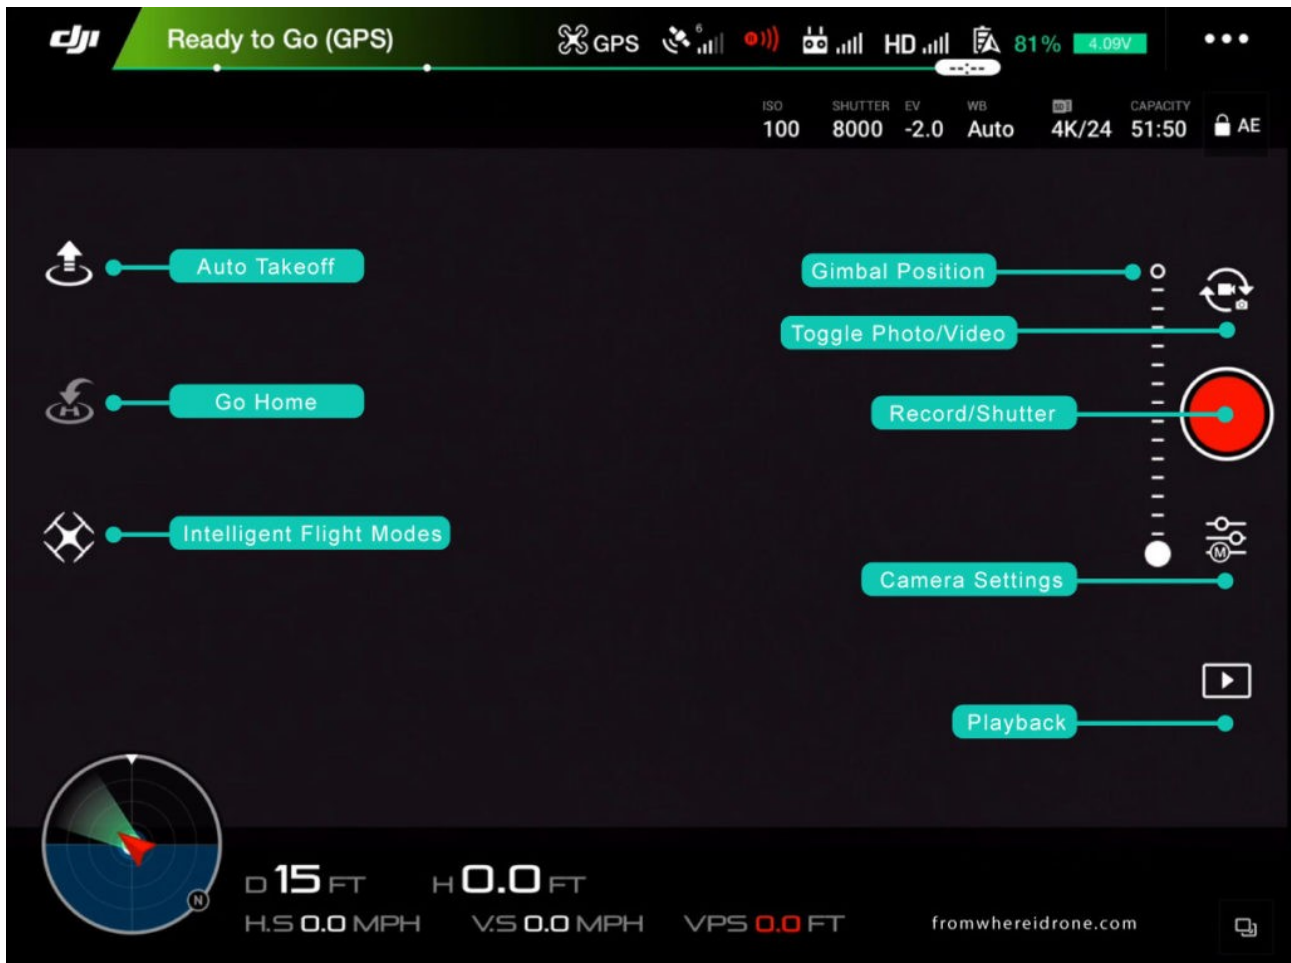 dji Ready to Go (GPS) GPS 6 HD 81% 4.09V
--:--
ISO SHUTTER EV WB SD CAPACITY
100 8000 -2.0 Auto 4K/24 51:50 AE
Auto Takeoff
Gimbal Position
Toggle Photo/Video
Go Home
H
Record/Shutter
Intelligent Flight Modes
M
Camera Settings
Playback
N
D 15 FT H 0.0 FT
H.S 0.0 MPH V.S 0.0 MPH VPS 0.0 FT fromwhereidrone.com